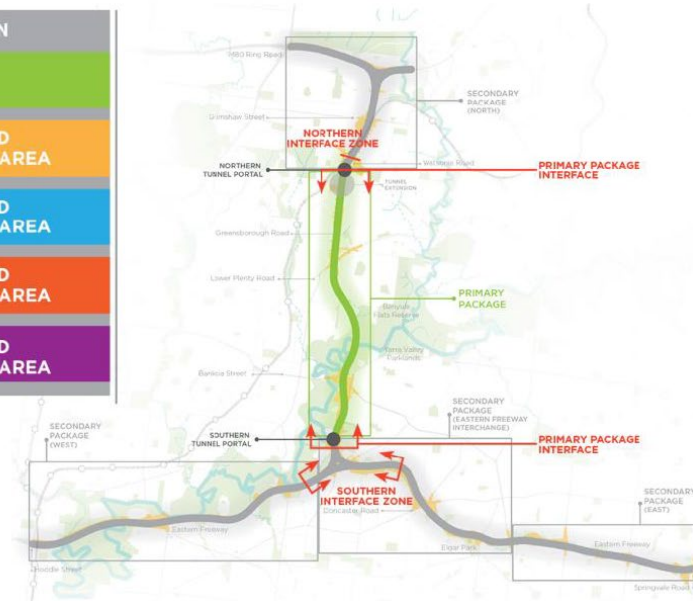 N
D
AREA
D
AREA
D
AREA
D
AREA
M80 Ring Road
SECONDARY
PACKAGE
(NORTH)
Grimshaw Street
NORTHERN
INTERFACE ZONE
Watsonia Road
NORTHERN
TUNNEL PORTAL
PRIMARY PACKAGE
INTERFACE
TUNNEL
EXTENSION
Greensborough Road
Lower Plenty Road
PRIMARY
PACKAGE
Banyule
Flats Reserve
Yarra Valley
Parklands
Banksia Street
SECONDARY
PACKAGE
(EASTERN FREEWAY
INTERCHANGE)
SECONDARY
PACKAGE
(WEST)
SOUTHERN
TUNNEL PORTAL
PRIMARY PACKAGE
INTERFACE
SOUTHERN
INTERFACE ZONE
Doncaster Road
SECONDARY
PACKAGE
(EAST)
Eastern Freeway
Elgar Park
Eastern Freeway
Hoddle Street
Springvale Road